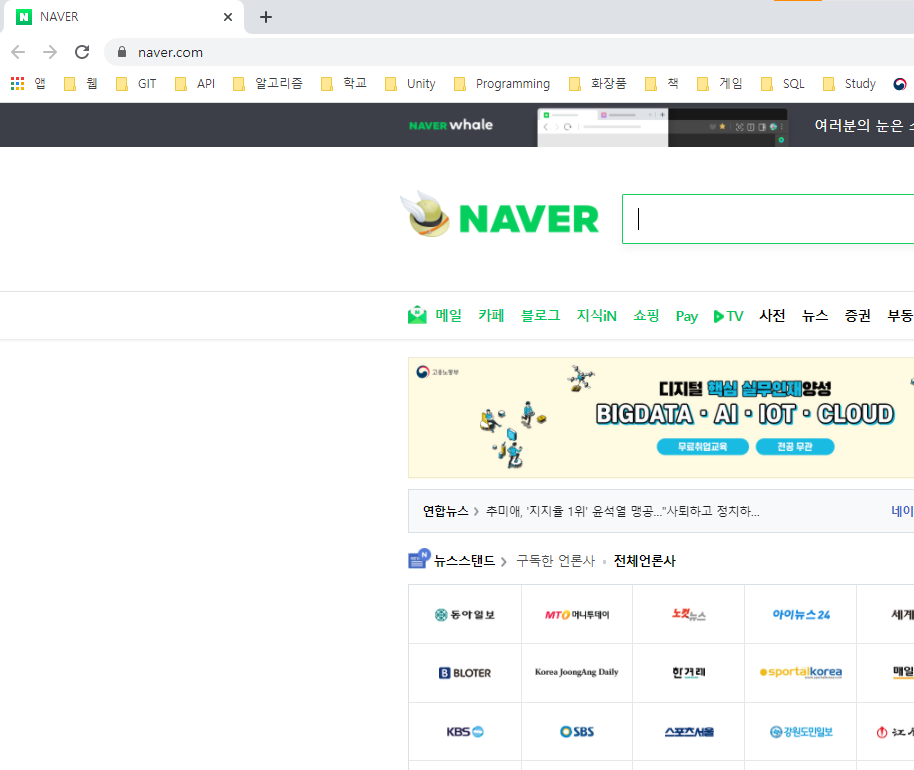 NAVER
naver.com
앱 웹 GIT API 알고리즘 학교 Unity Programming 화장품 책 게임 SQL Study
NAVER whale 여러분의 눈은
NAVER
메일 카페 블로그 지식iN 쇼핑 Pay TV 사전 뉴스 증권 부동
고용노동부
디지털 핵심 실무인재양성
BIGDATA · AI · IOT · CLOUD
무료취업교육 전공 무관
연합뉴스 추미애, '지지율 1위' 윤석열 맹공…"사퇴하고 정치하... 네이
뉴스스탠드 구독한 언론사 전체언론사
동아일보 MTO 머니투데이 노컷뉴스 아이뉴스24 세계
BLOTER Korea JoongAng Daily 한겨레 sportalkorea 매일
KBS SBS 스포츠서울 강원도민일보